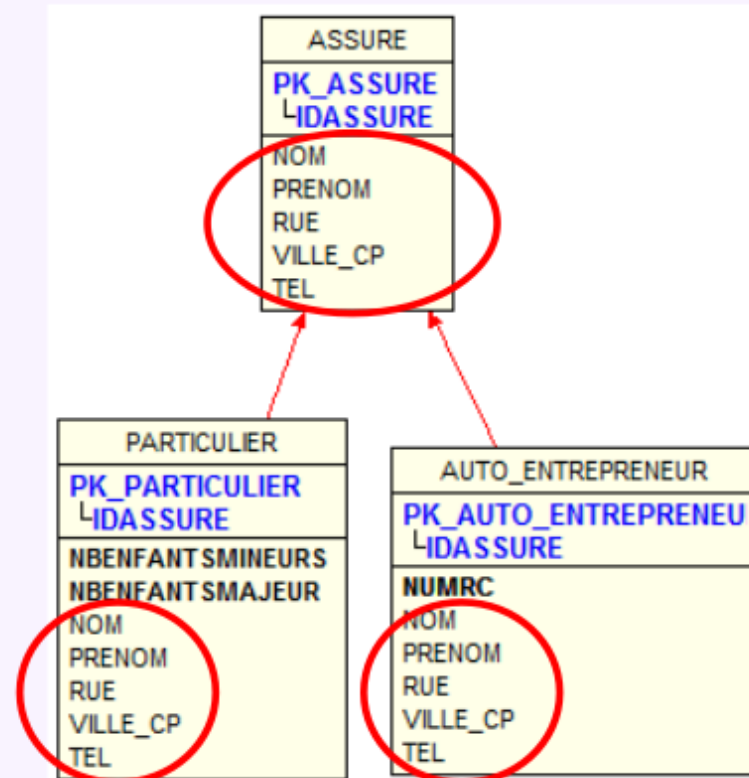 ASSURE
PK_ASSURE
IDASSURE
NOM
PRENOM
RUE
VILLE_CP
TEL
PARTICULIER
PK_PARTICULIER
IDASSURE
NBENFANTSMINEURS
NBENFANTSMAJEUR
NOM
PRENOM
RUE
VILLE_CP
TEL
AUTO_ENTREPRENEUR
PK_AUTO_ENTREPRENEU
IDASSURE
NUMRC
NOM
PRENOM
RUE
VILLE_CP
TEL